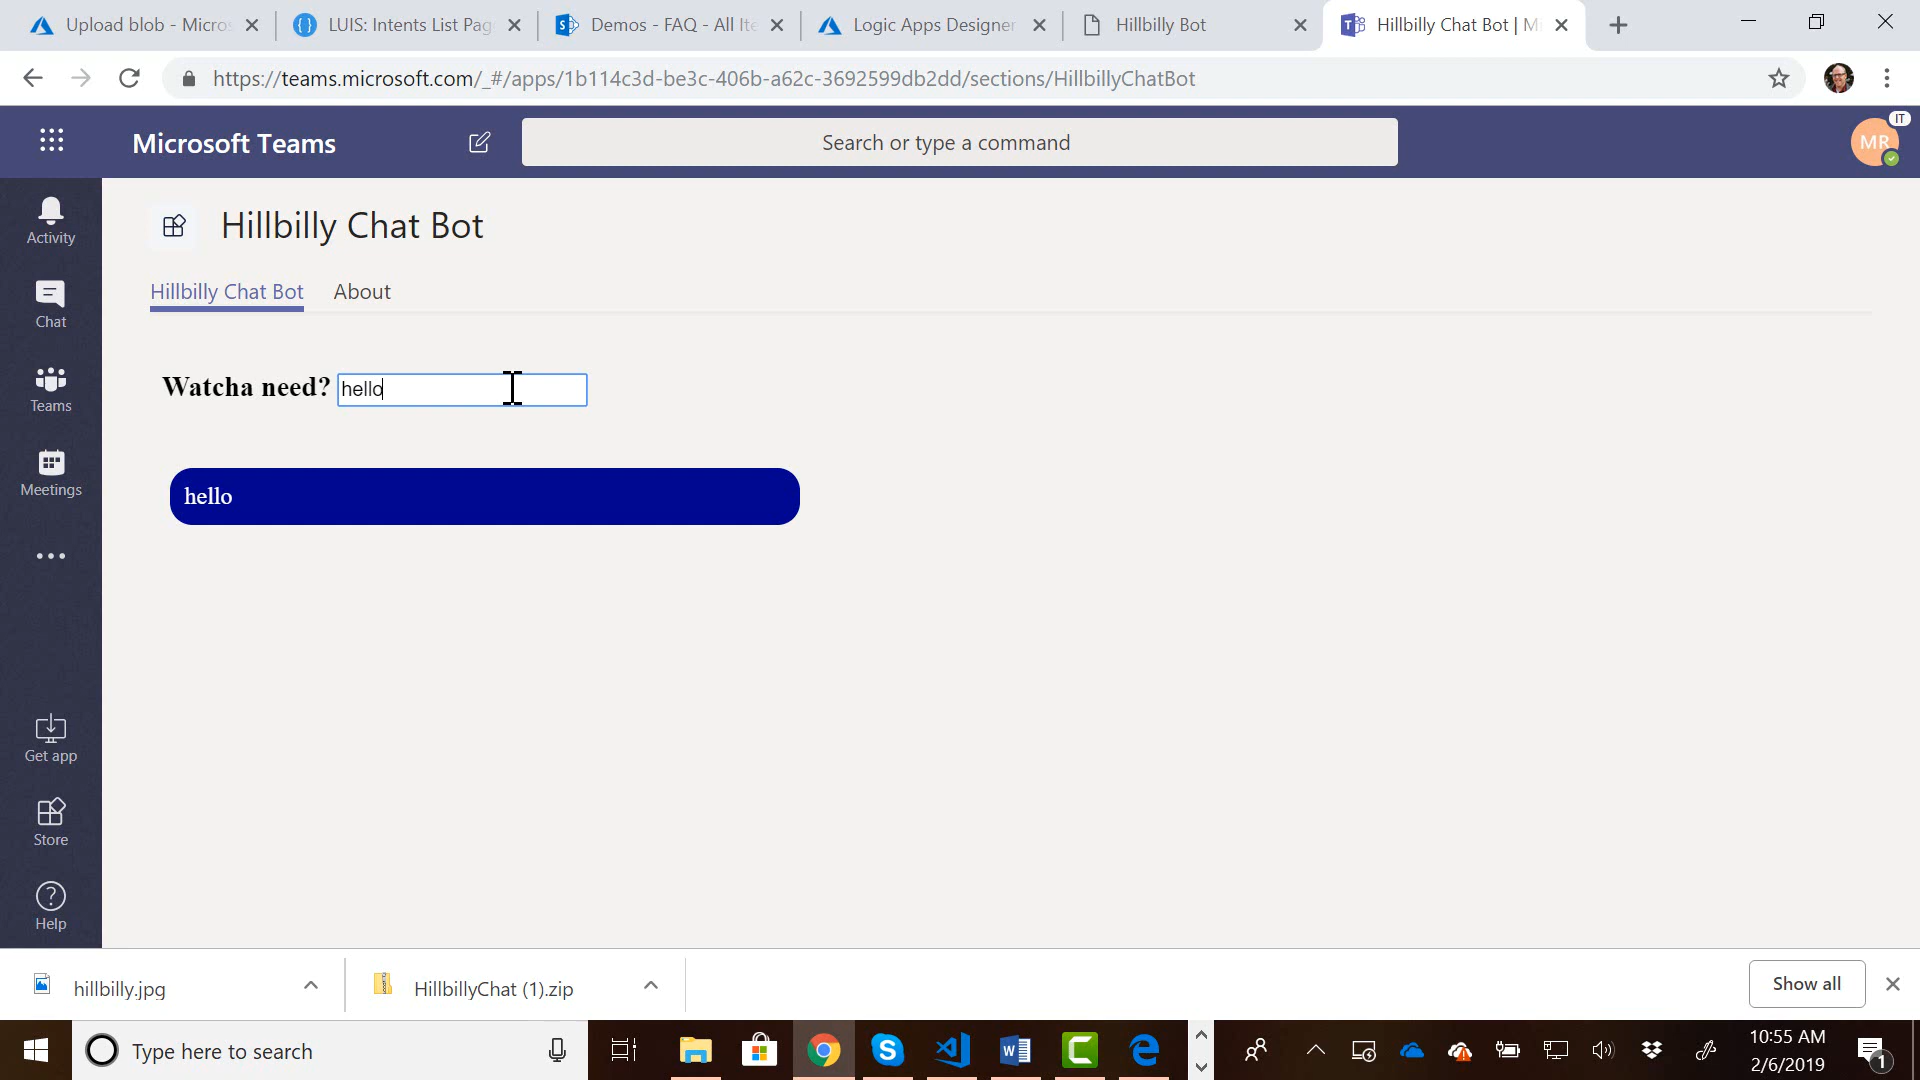 Upload blob - Micros
LUIS: Intents List Pag
Demos - FAQ - All Ite
Logic Apps Designer
Hillbilly Bot
Hillbilly Chat Bot | Mi
https://teams.microsoft.com/_#/apps/1b114c3d-be3c-406b-a62c-3692599db2dd/sections/HillbillyChatBot
Microsoft Teams
Search or type a command
IT
MR
Activity
Chat
Teams
Meetings
Get app
Store
Help
Hillbilly Chat Bot
Hillbilly Chat Bot
About
Watcha need? hello
hello
hillbilly.jpg
HillbillyChat (1).zip
Show all
Type here to search
10:55 AM
2/6/2019
1